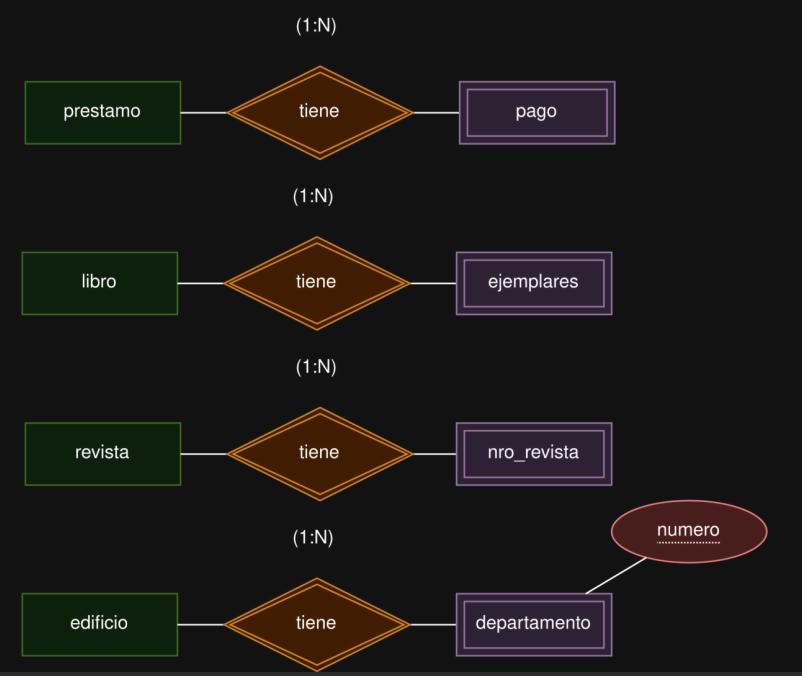 (1:N)
prestamo tiene pago
(1:N)
libro tiene ejemplares
(1:N)
revista tiene nro_revista
numero
(1:N)
edificio tiene departamento